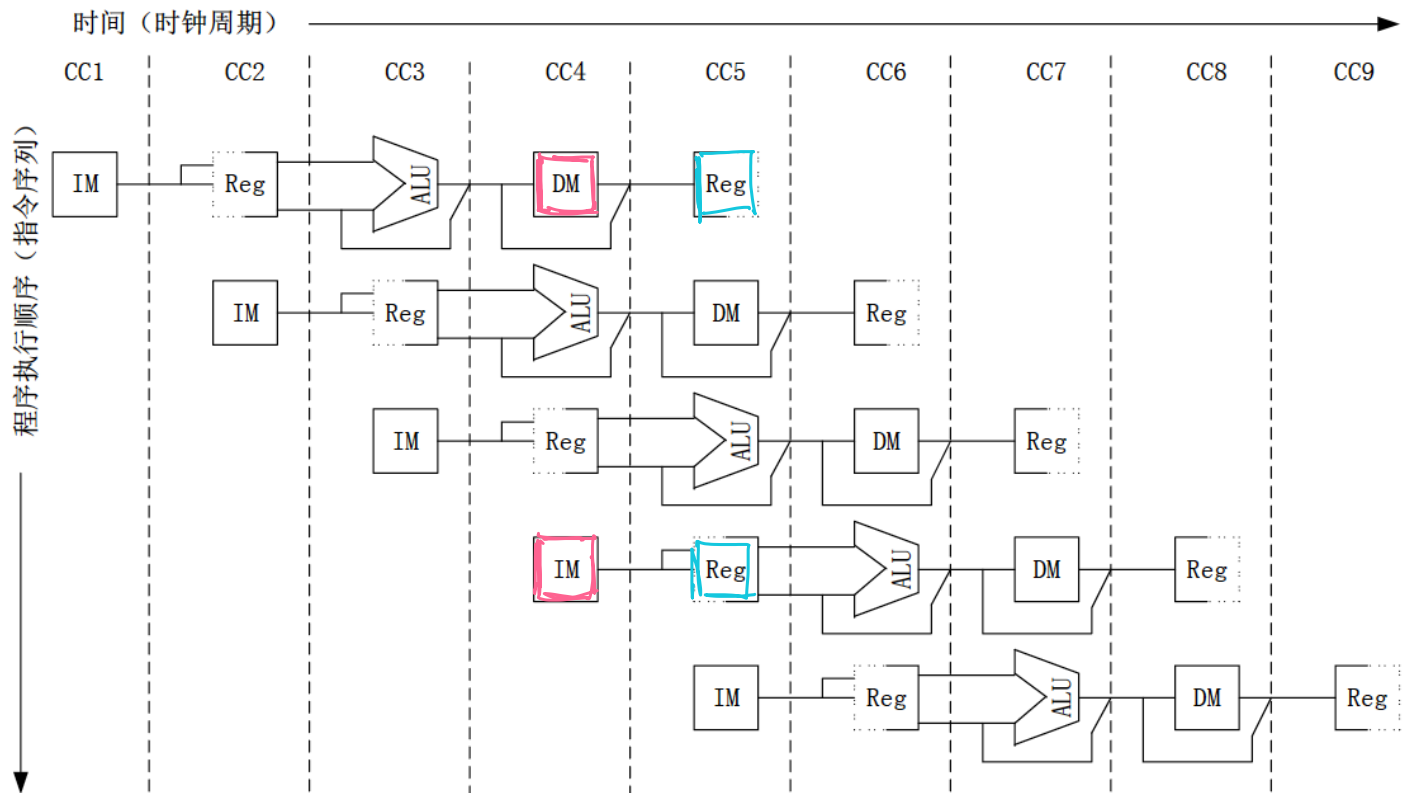 时间（时钟周期）
CC1 CC2 CC3 CC4 CC5 CC6 CC7 CC8 CC9
程序执行顺序（指令序列）
IM Reg ALU DM Reg
IM Reg ALU DM Reg
IM Reg ALU DM Reg
IM Reg ALU DM Reg
IM Reg ALU DM Reg